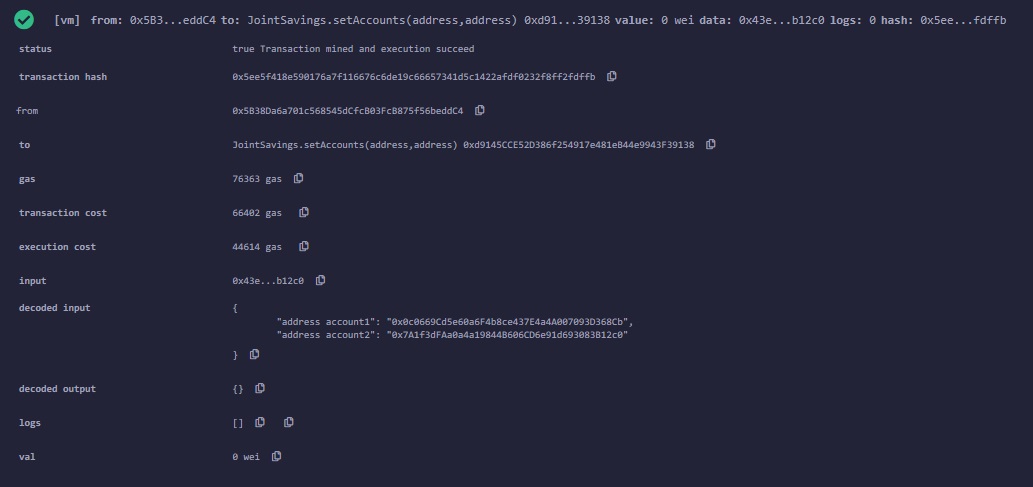 [vm] from: 0x5B3...eddC4 to: JointSavings.setAccounts(address,address) 0xd91...39138 value: 0 wei data: 0x43e...b12c0 logs: 0 hash: 0x5ee...fdffb
status true Transaction mined and execution succeed
transaction hash 0x5ee5f418e590176a7f116676c6de19c66657341d5c1422afdf0232f8ff2fdffb
from 0x5B38Da6a701c568545dCfcB03FcB875f56beddC4
to JointSavings.setAccounts(address,address) 0xd9145CCE52D386f254917e481eB44e9943F39138
gas 76363 gas
transaction cost 66402 gas
execution cost 44614 gas
input 0x43e...b12c0
decoded input {
"address account1": "0x0c0669Cd5e60a6F4b8ce437E4a4A007093D368Cb",
"address account2": "0x7A1f3dFAa0a4a19844B606CD6e91d693083B12c0"
}
decoded output {}
logs []
val 0 wei